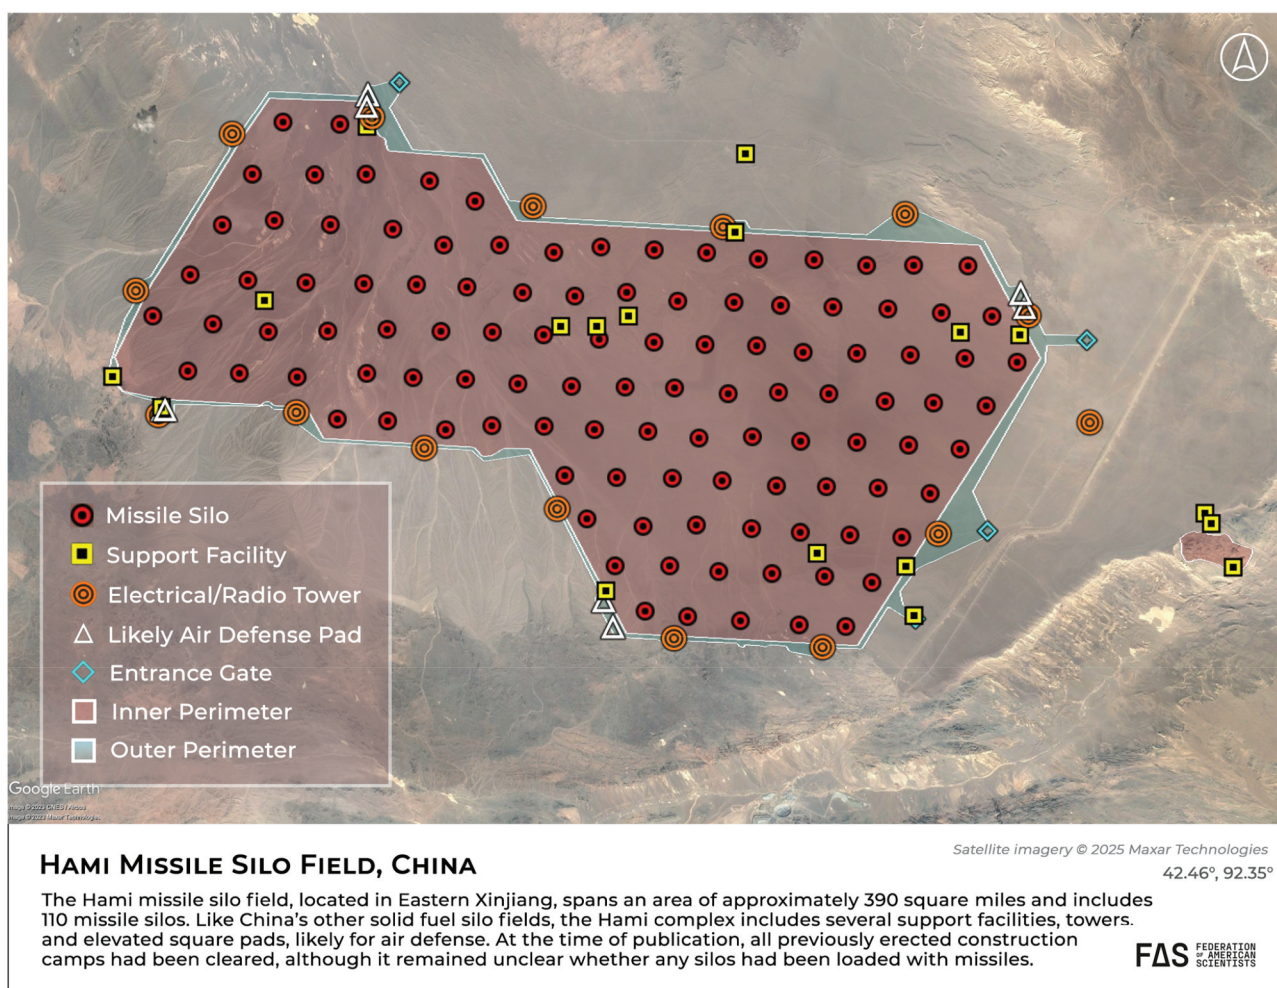 Missile Silo
Support Facility
Electrical/Radio Tower
Likely Air Defense Pad
Entrance Gate
Inner Perimeter
Outer Perimeter
Google Earth
HAMI MISSILE SILO FIELD, CHINA
Satellite imagery © 2025 Maxar Technologies
42.46º, 92.35º
The Hami missile silo field, located in Eastern Xinjiang, spans an area of approximately 390 square miles and includes
110 missile silos. Like China's other solid fuel silo fields, the Hami complex includes several support facilities, towers.
and elevated square pads, likely for air defense. At the time of publication, all previously erected construction
camps had been cleared, although it remained unclear whether any silos had been loaded with missiles.
FAS
FEDERATION
OF AMERICAN
SCIENTISTS